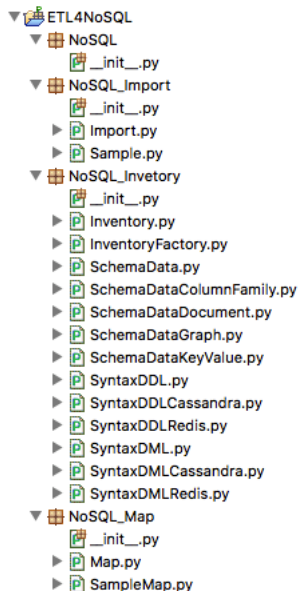 ETL4NoSQL
NoSQL
__init__.py
NoSQL_Import
__init__.py
Import.py
Sample.py
NoSQL_Invetory
__init__.py
Inventory.py
InventoryFactory.py
SchemaData.py
SchemaDataColumnFamily.py
SchemaDataDocument.py
SchemaDataGraph.py
SchemaDataKeyValue.py
SyntaxDDL.py
SyntaxDDLCassandra.py
SyntaxDDLRedis.py
SyntaxDML.py
SyntaxDMLCassandra.py
SyntaxDMLRedis.py
NoSQL_Map
__init__.py
Map.py
SampleMap.py